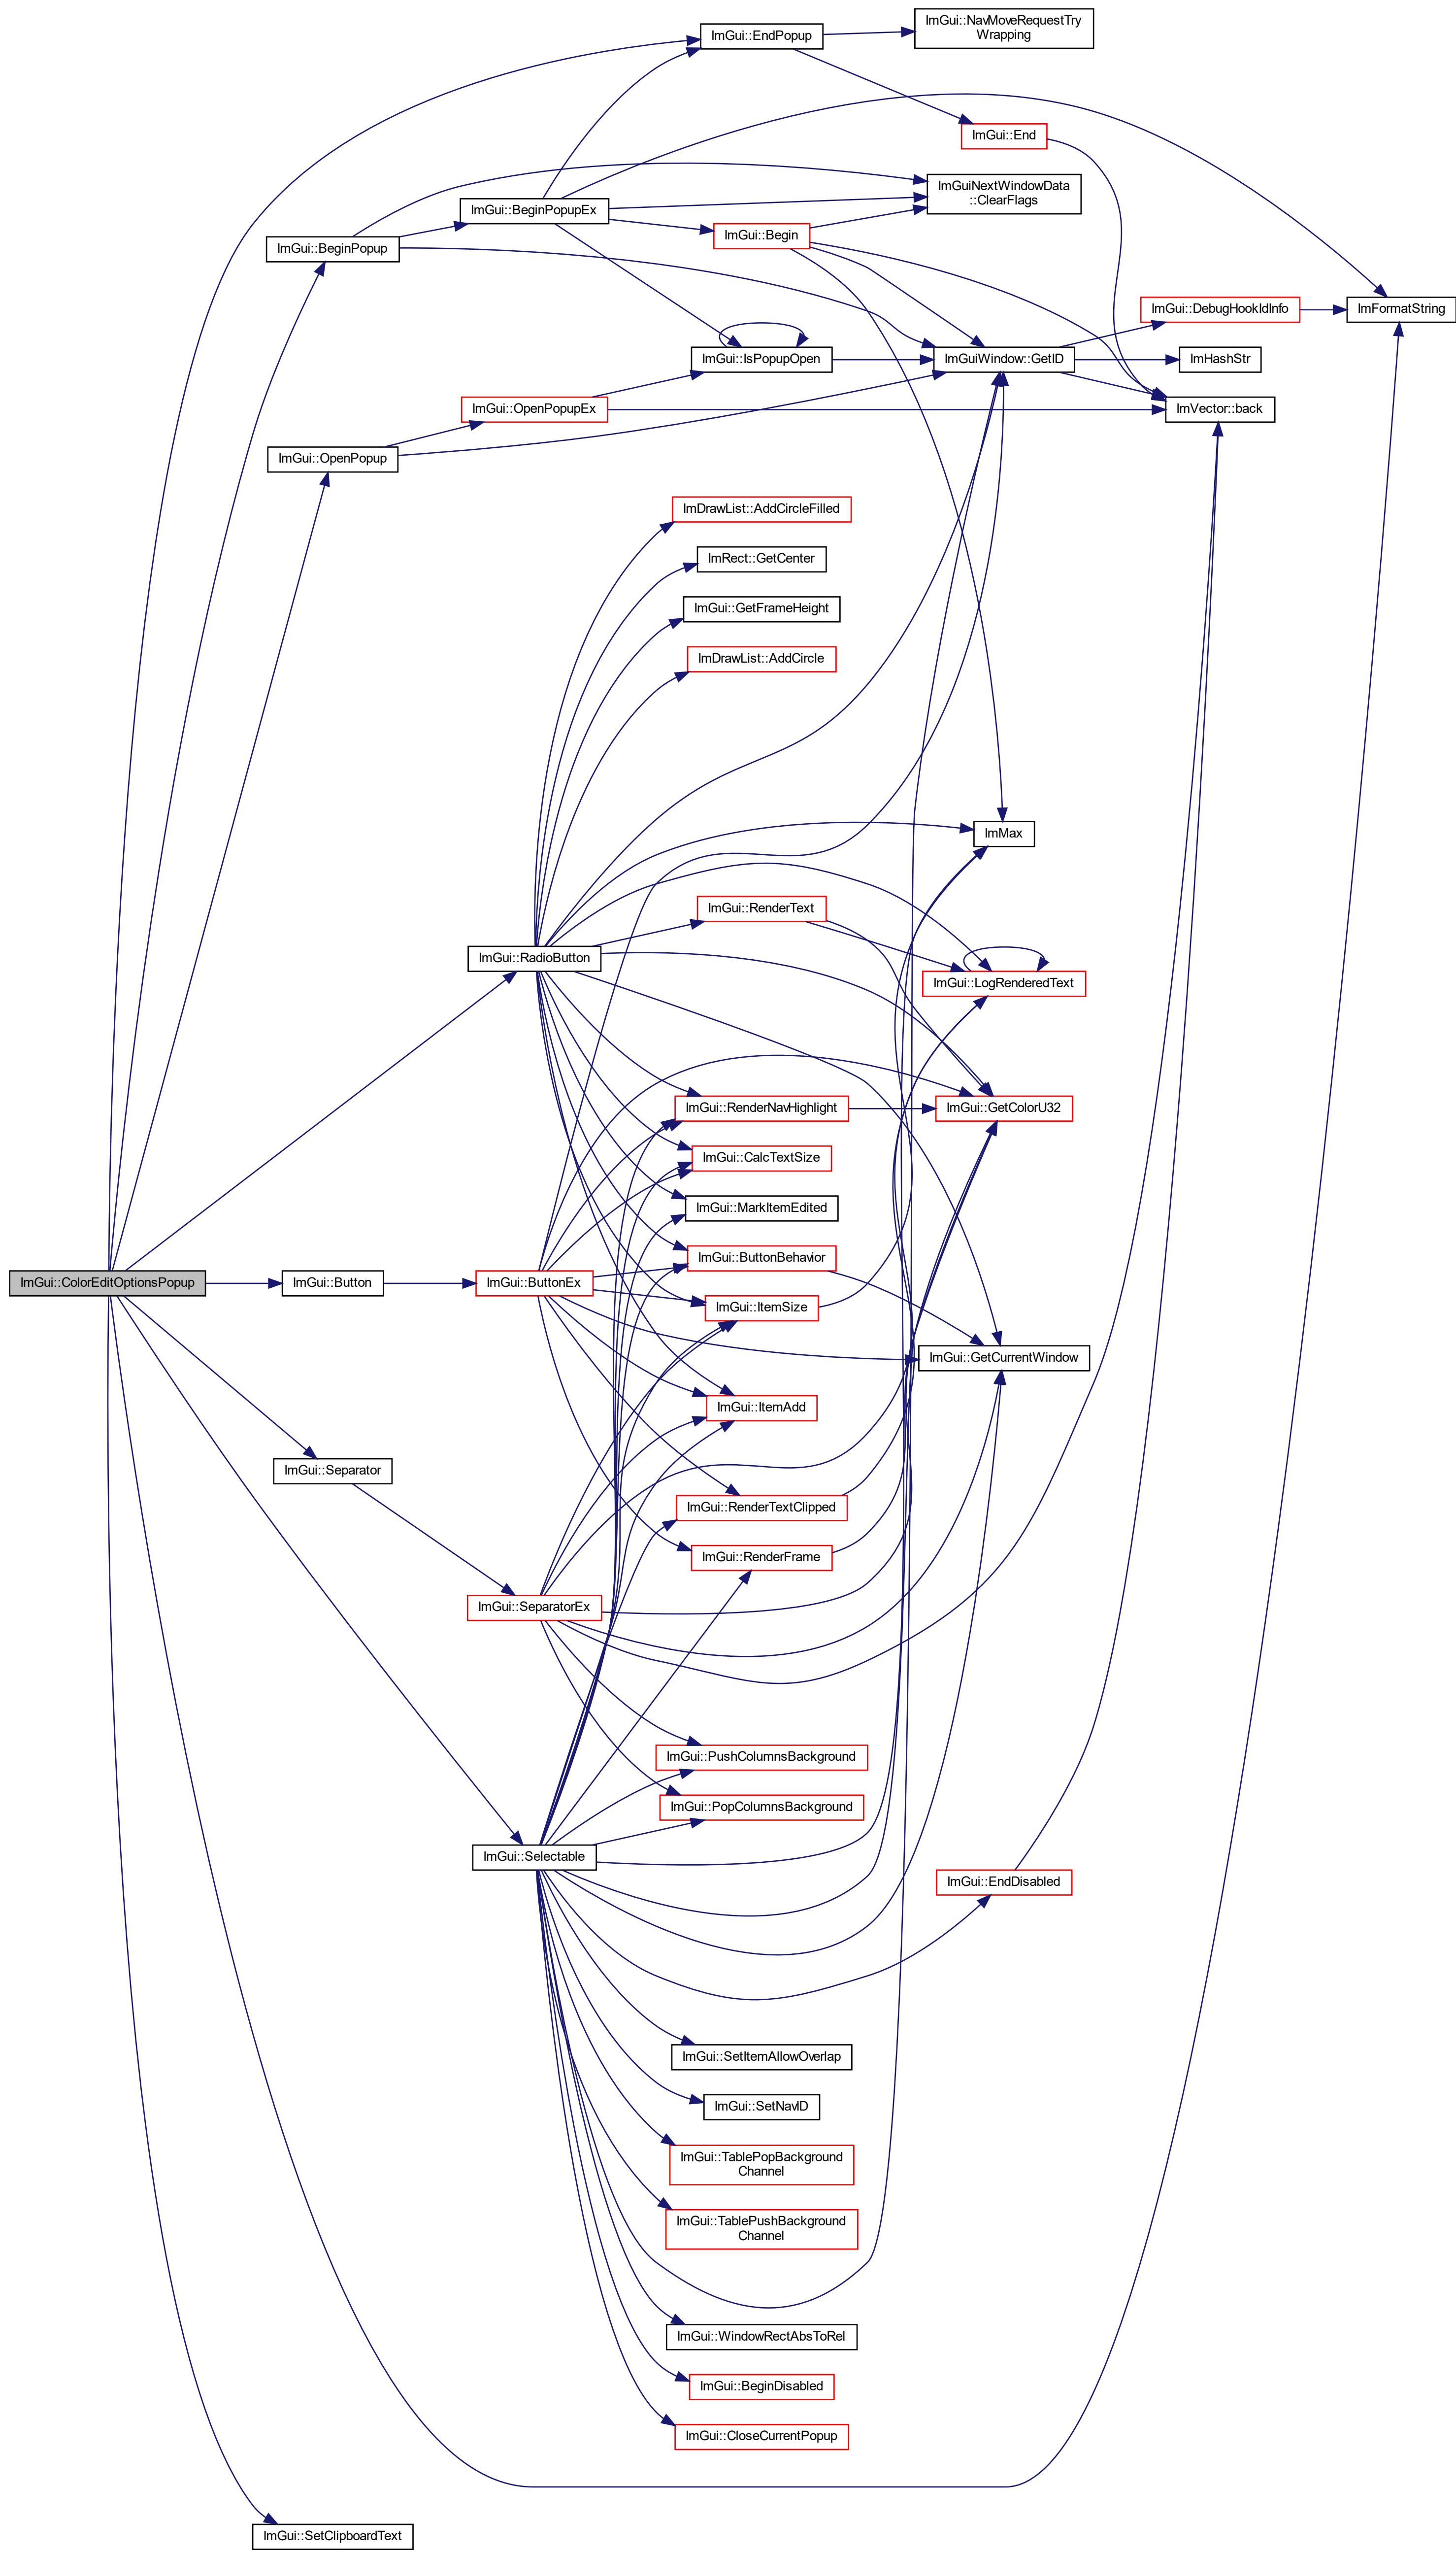 ImGui::NavMoveRequestTry
Wrapping
ImGui::EndPopup
ImGui::End
ImGuiNextWindowData
::ClearFlags
ImGui::BeginPopupEx
ImGui::Begin
ImGui::BeginPopup
ImGui::DebugHookIdInfo
ImFormatString
ImGui::IsPopupOpen
ImGuiWindow::GetID
ImHashStr
ImGui::OpenPopupEx
ImVector::back
ImGui::OpenPopup
ImDrawList::AddCircleFilled
ImRect::GetCenter
ImGui::GetFrameHeight
ImDrawList::AddCircle
ImMax
ImGui::RenderText
ImGui::RadioButton
ImGui::LogRenderedText
ImGui::RenderNavHighlight
ImGui::GetColorU32
ImGui::CalcTextSize
ImGui::MarkItemEdited
ImGui::ButtonBehavior
ImGui::ColorEditOptionsPopup
ImGui::Button
ImGui::ButtonEx
ImGui::ItemSize
ImGui::GetCurrentWindow
ImGui::ItemAdd
ImGui::Separator
ImGui::RenderTextClipped
ImGui::RenderFrame
ImGui::SeparatorEx
ImGui::PushColumnsBackground
ImGui::PopColumnsBackground
ImGui::Selectable
ImGui::EndDisabled
ImGui::SetItemAllowOverlap
ImGui::SetNavID
ImGui::TablePopBackground
Channel
ImGui::TablePushBackground
Channel
ImGui::WindowRectAbsToRel
ImGui::BeginDisabled
ImGui::CloseCurrentPopup
ImGui::SetClipboardText